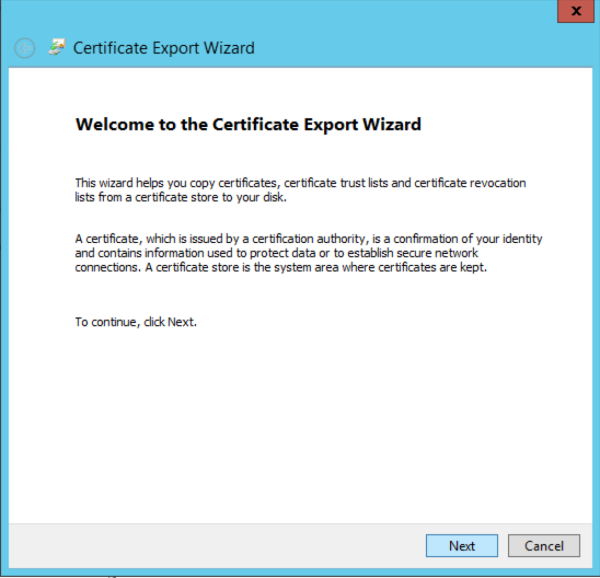 x
Certificate Export Wizard
Welcome to the Certificate Export Wizard
This wizard helps you copy certificates, certificate trust lists and certificate revocation
lists from a certificate store to your disk.
A certificate, which is issued by a certification authority, is a confirmation of your identity
and contains information used to protect data or to establish secure network
connections. A certificate store is the system area where certificates are kept.
To continue, click Next.
Next Cancel